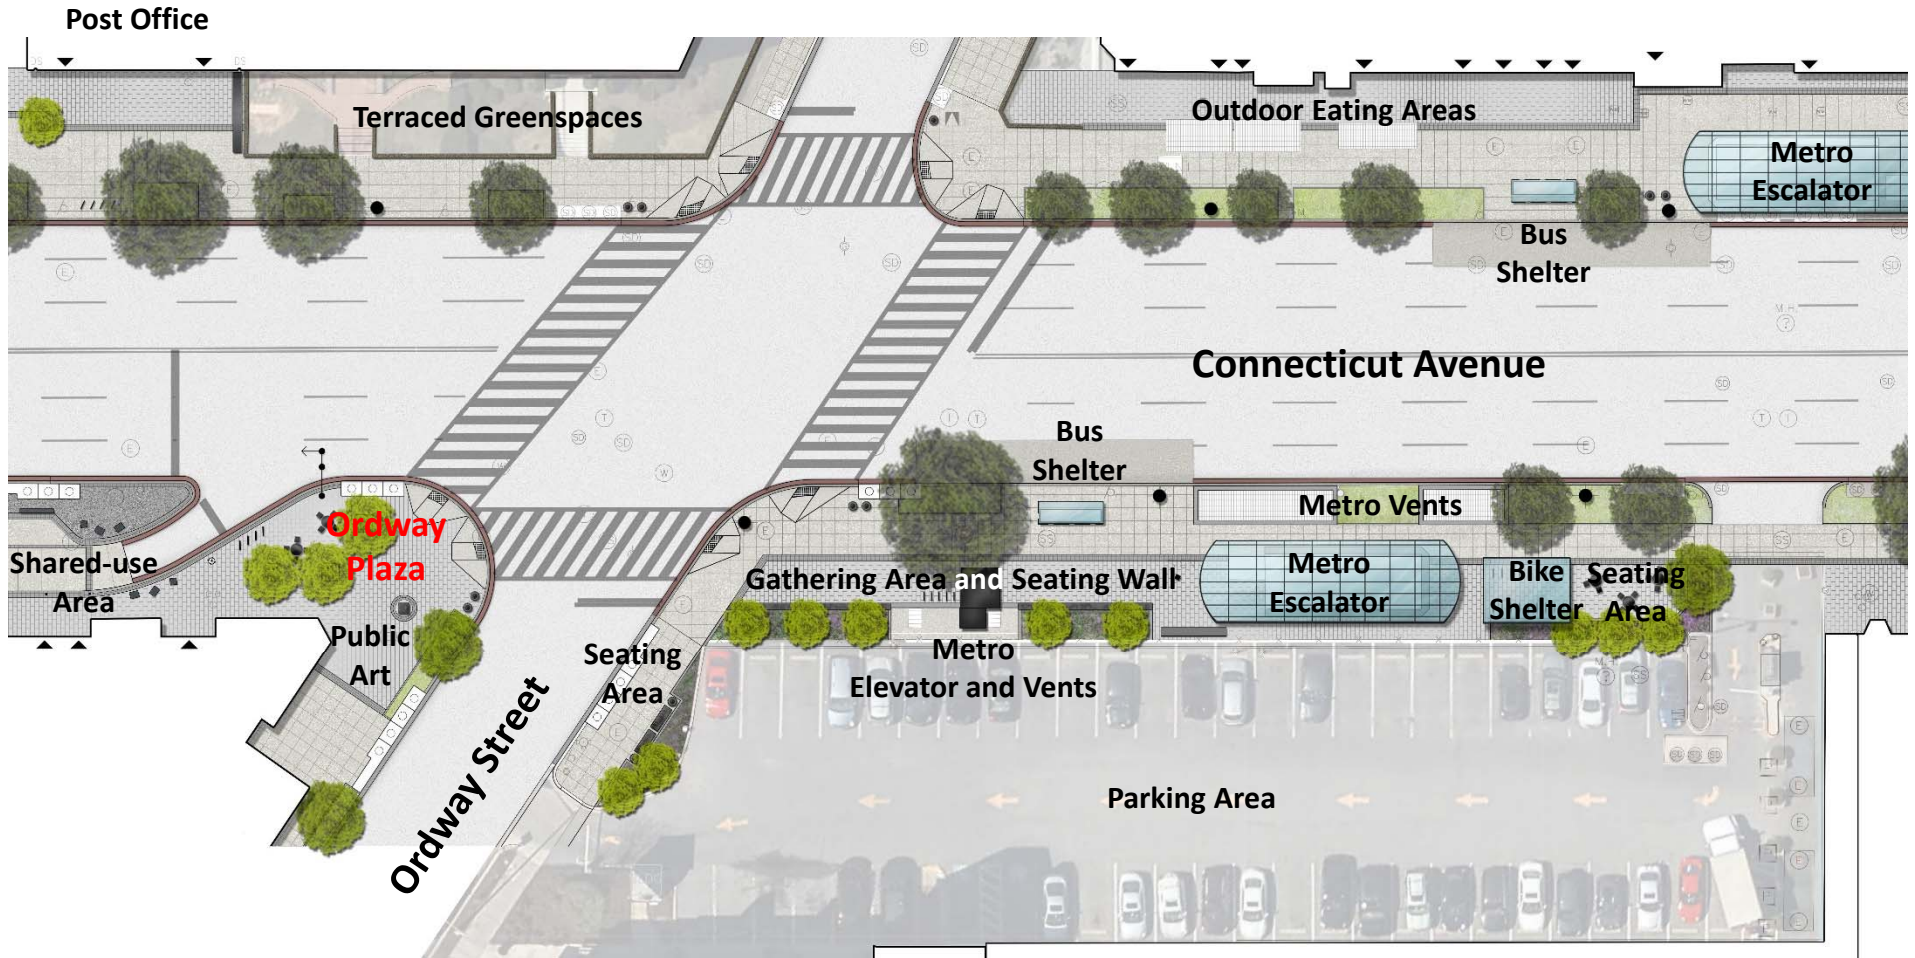 Post Office
Terraced Greenspaces
Outdoor Eating Areas
Metro
Escalator
Bus
Shelter
Connecticut Avenue
Bus
Shelter
Metro Vents
Ordway
Plaza
Shared-use
Area
Gathering Area and Seating Wall
Metro
Escalator
Bike
Shelter
Seating
Area
Public
Art
Seating
Area
Metro
Elevator and Vents
Ordway Street
Parking Area